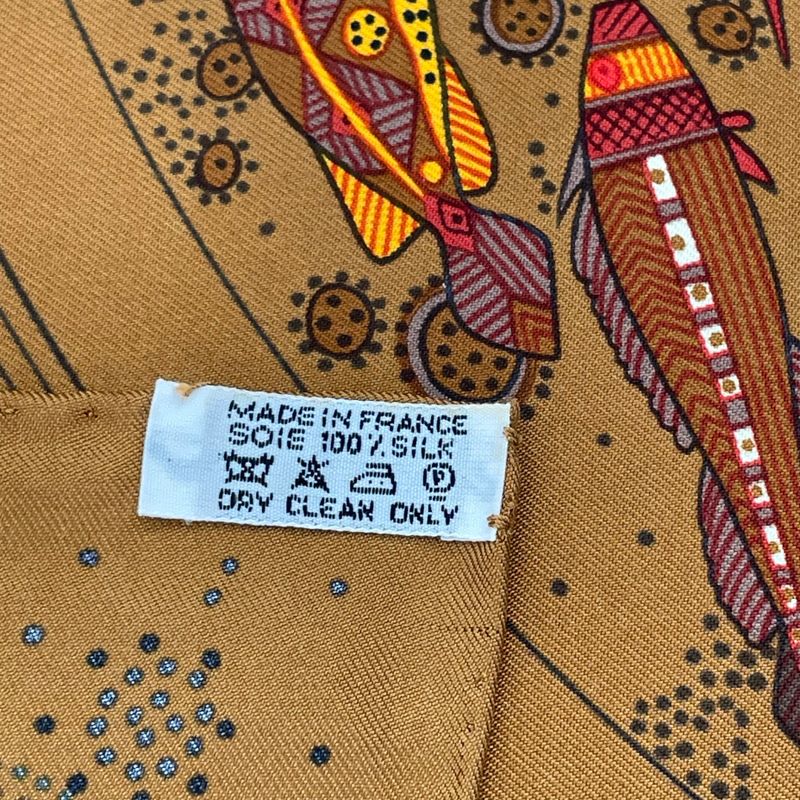 MADE IN FRANCE
SOIE 100% SILK
P
DRY CLEAN ONLY